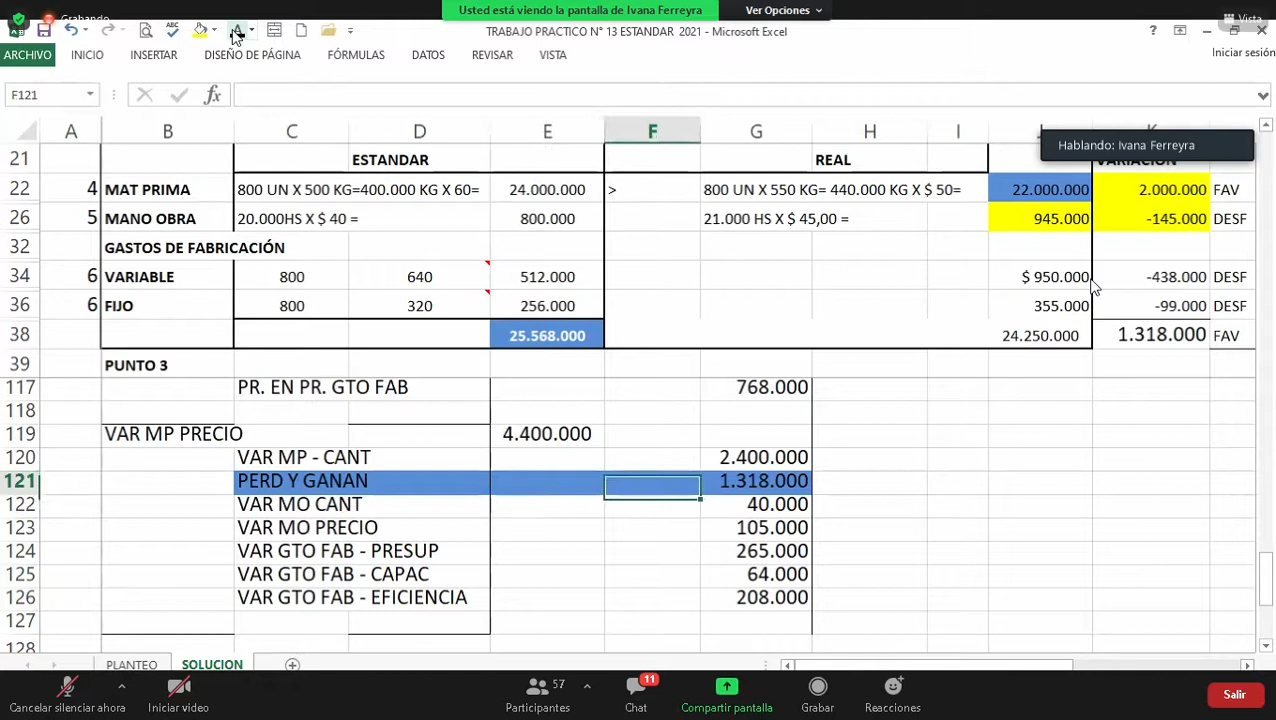 Grabando
Usted está viendo la pantalla de Ivana Ferreyra
Ver Opciones
Vista
TRABAJO PRACTICO N° 13 ESTANDAR 2021 - Microsoft Excel
ARCHIVO INICIO INSERTAR DISEÑO DE PÁGINA FÓRMULAS DATOS REVISAR VISTA
Iniciar sesión
F121
fx
A B C D E F G H I
Hablando: Ivana Ferreyra
21 ESTANDAR REAL VARIACION
22 4 MAT PRIMA 800 UN X 500 KG=400.000 KG X 60= 24.000.000 > 800 UN X 550 KG= 440.000 KG X $ 50= 22.000.000 2.000.000 FAV
26 5 MANO OBRA 20.000HS X $ 40 = 800.000 21.000 HS X $ 45,00 = 945.000 -145.000 DESF
32 GASTOS DE FABRICACIÓN
34 6 VARIABLE 800 640 512.000 $ 950.000 -438.000 DESF
36 6 FIJO 800 320 256.000 355.000 -99.000 DESF
38 25.568.000 24.250.000 1.318.000 FAV
39 PUNTO 3
117 PR. EN PR. GTO FAB 768.000
118
119 VAR MP PRECIO 4.400.000
120 VAR MP - CANT 2.400.000
121 PERD Y GANAN 1.318.000
122 VAR MO CANT 40.000
123 VAR MO PRECIO 105.000
124 VAR GTO FAB - PRESUP 265.000
125 VAR GTO FAB - CAPAC 64.000
126 VAR GTO FAB - EFICIENCIA 208.000
127
128
PLANTEO SOLUCION
57 11
Cancelar silenciar ahora Iniciar video Participantes Chat Compartir pantalla Grabar Reacciones Salir